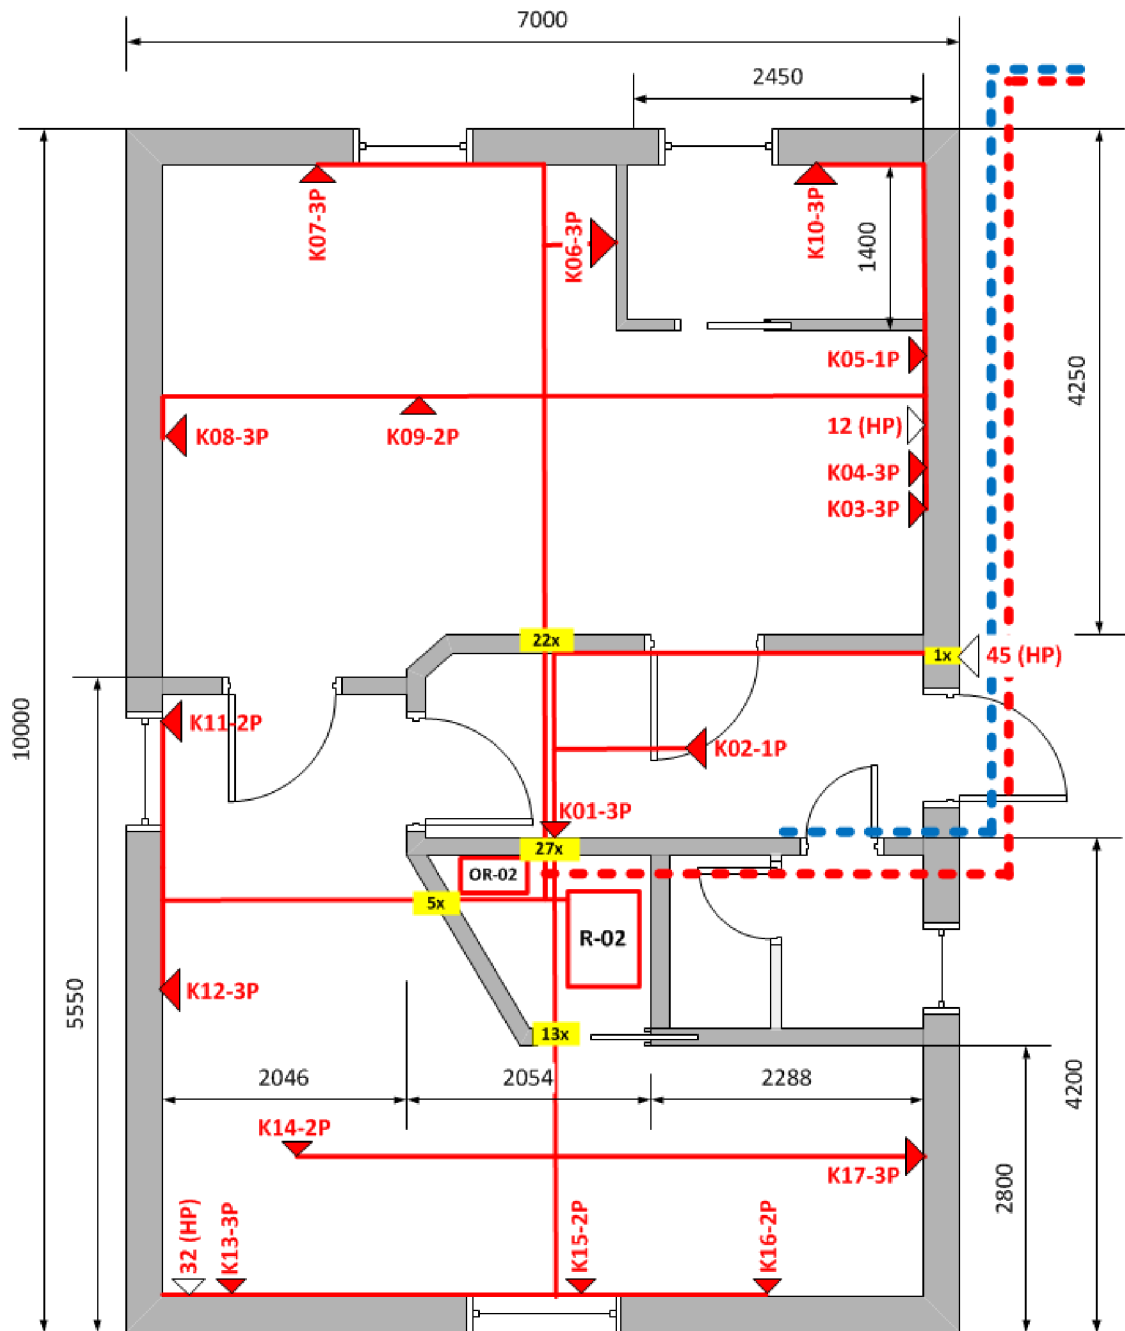 7000
2450
K07-3P
K06-3P
K10-3P
1400
K05-1P
4250
12 (HP)
K08-3P
K09-2P
K04-3P
K03-3P
22x
1x
45 (HP)
10000
K11-2P
K02-1P
K01-3P
27x
OR-02
5x
R-02
K12-3P
5550
13x
2046
2054
2288
4200
K14-2P
K17-3P
2800
32 (HP)
K13-3P
K15-2P
K16-2P